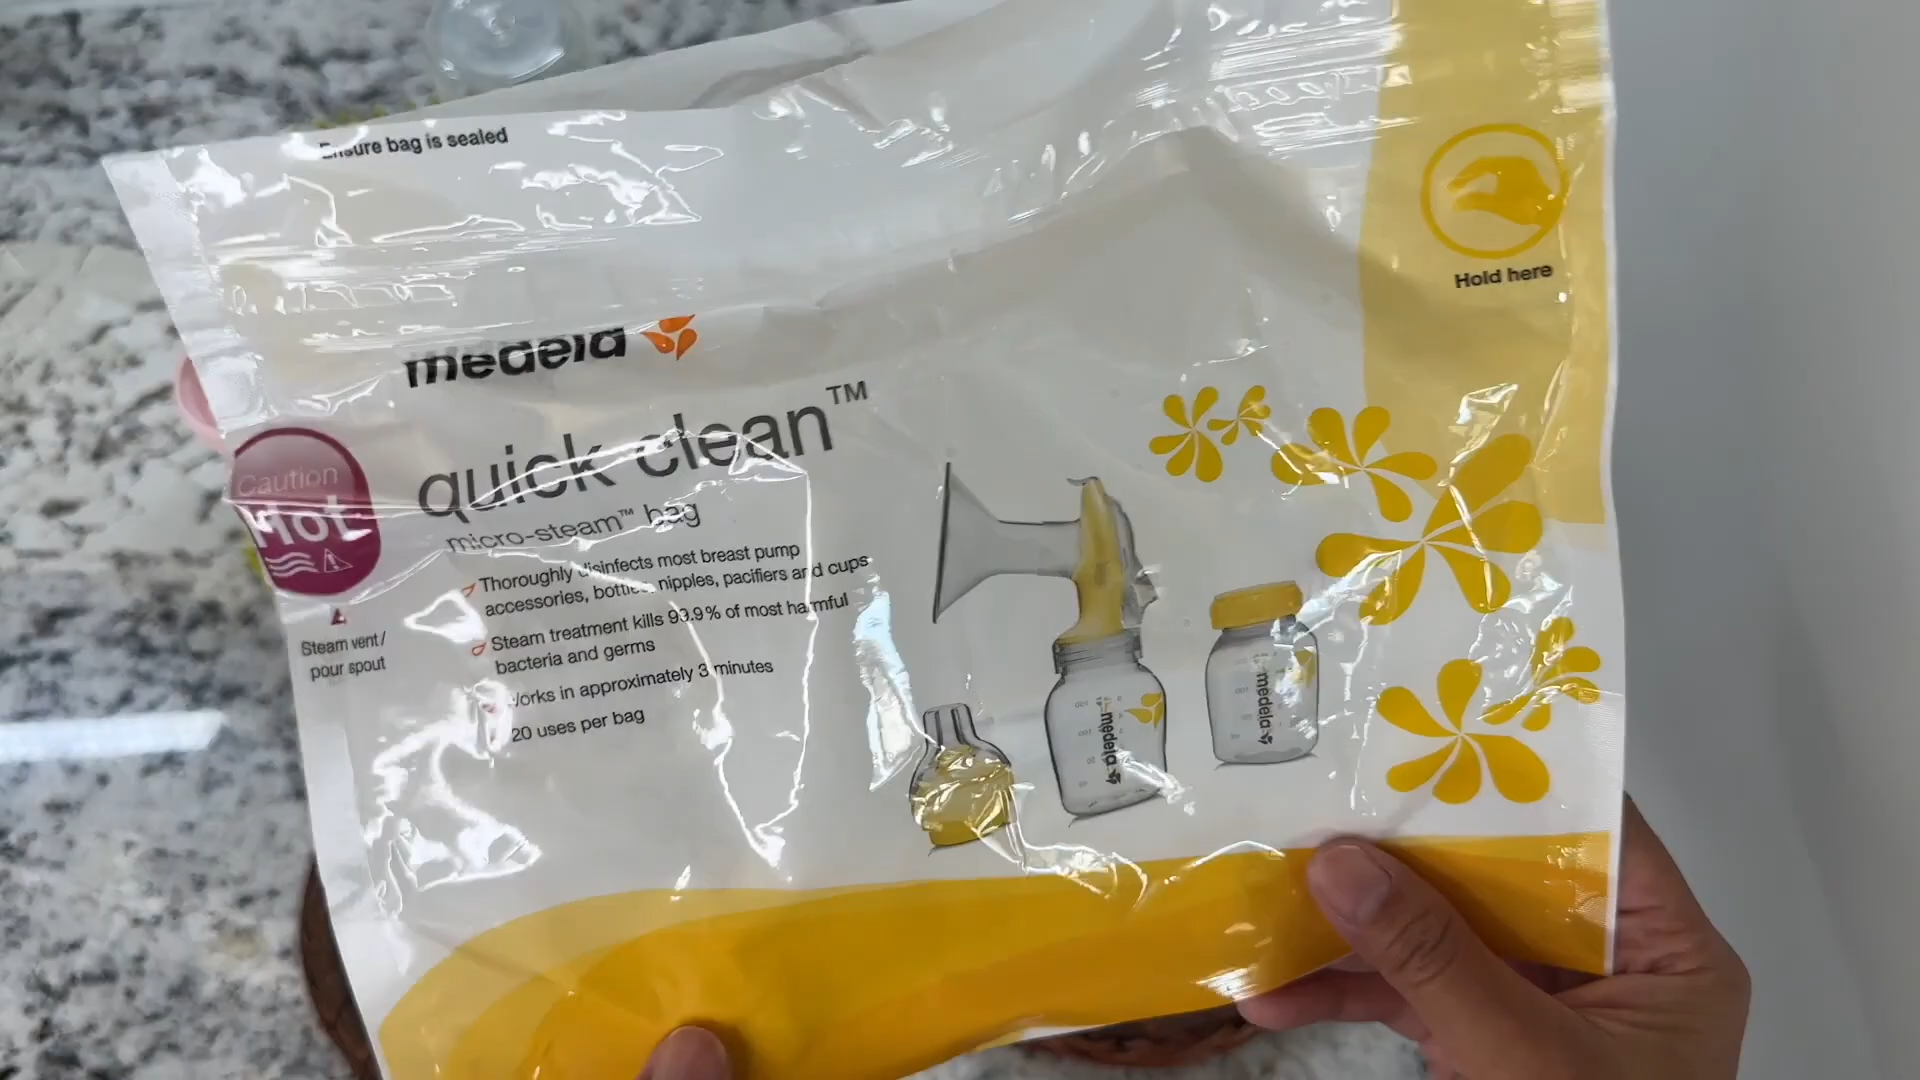 Ensure bag is sealed
Hold here
medela
quick clean™
micro-steam™ bag
Caution
Hot
Steam vent/
pour spout
Thoroughly disinfects most breast pump
accessories, bottles, nipples, pacifiers and cups
Steam treatment kills 99.9% of most harmful
bacteria and germs
Works in approximately 3 minutes
20 uses per bag
medela
medela